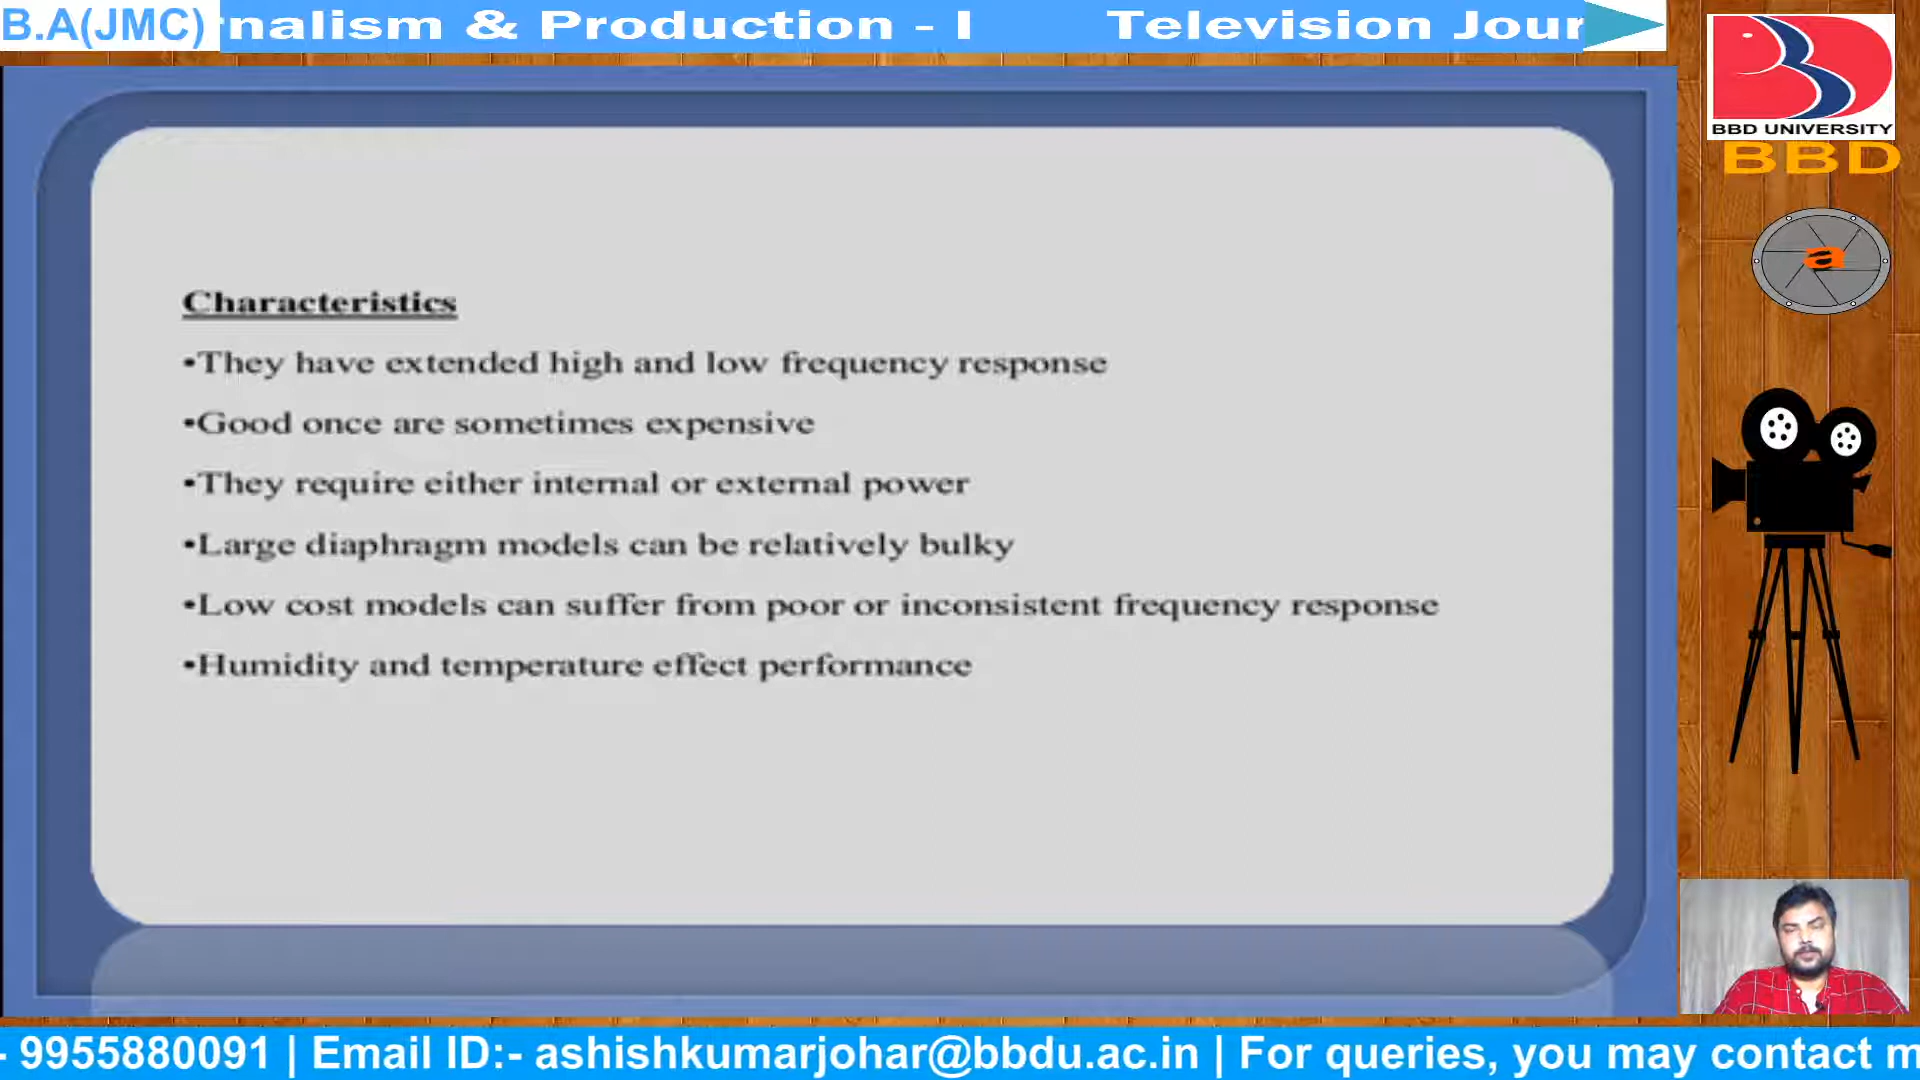 B.A(JMC)
nalism & Production - I Television Jour
BBD UNIVERSITY
BBD
a
Characteristics
•They have extended high and low frequency response
•Good once are sometimes expensive
•They require either internal or external power
•Large diaphragm models can be relatively bulky
•Low cost models can suffer from poor or inconsistent frequency response
•Humidity and temperature effect performance
- 9955880091 | Email ID:- ashishkumarjohar@bbdu.ac.in | For queries, you may contact m